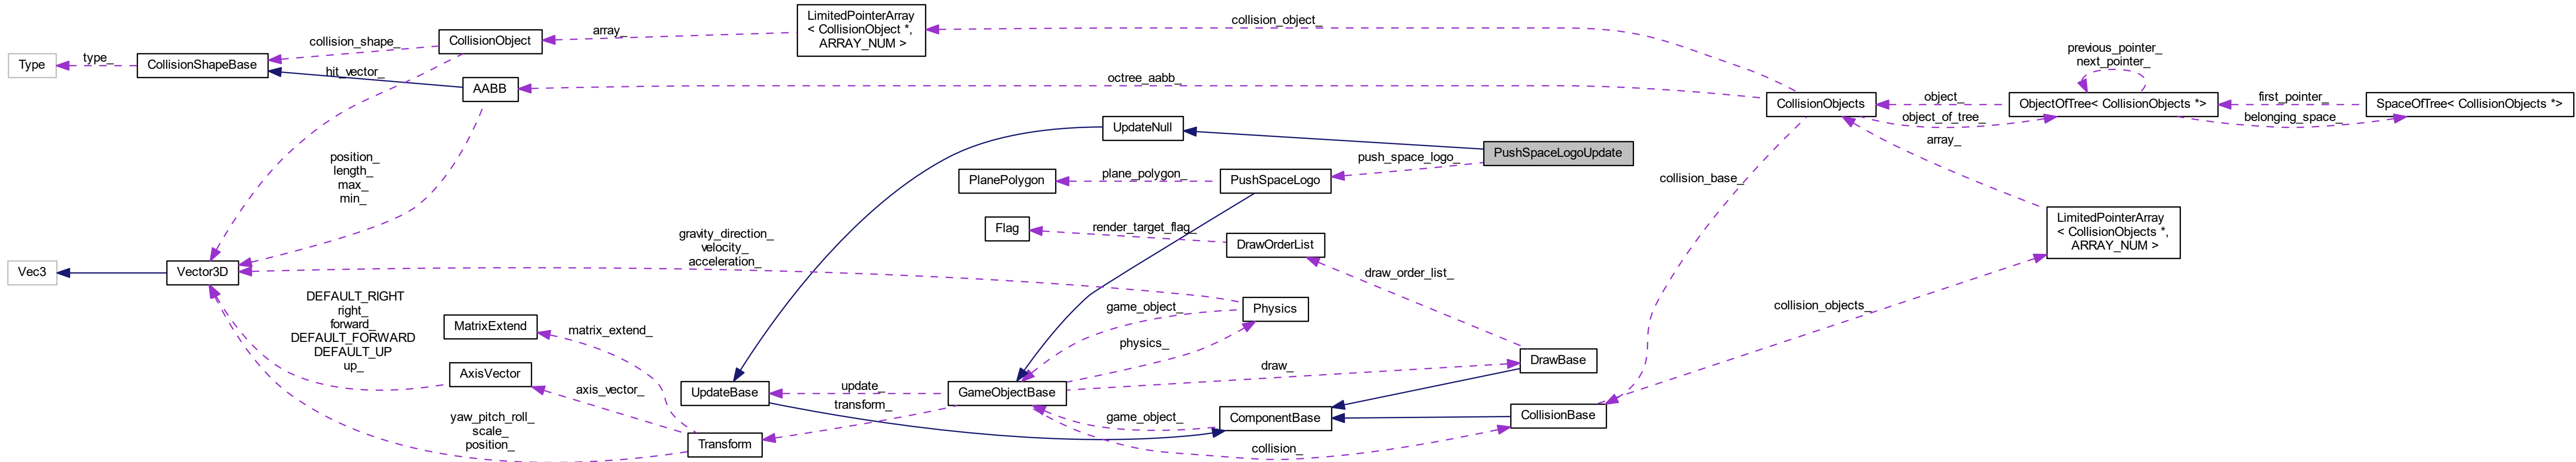 LimitedPointerArray
< CollisionObject *,
ARRAY_NUM >
collision_object_
array_
CollisionObject
collision_shape_
type_
Type
CollisionShapeBase
hit_vector_
AABB
octree_aabb_
previous_pointer_
next_pointer_
CollisionObjects
object_
ObjectOfTree< CollisionObjects *>
first_pointer_
SpaceOfTree< CollisionObjects *>
object_of_tree_
belonging_space_
UpdateNull
array_
PushSpaceLogoUpdate
push_space_logo_
position_
length_
max_
min_
PlanePolygon
plane_polygon_
PushSpaceLogo
collision_base_
LimitedPointerArray
< CollisionObjects *,
ARRAY_NUM >
Flag
render_target_flag_
DrawOrderList
gravity_direction_
velocity_
acceleration_
Vec3
Vector3D
draw_order_list_
DEFAULT_RIGHT
right_
forward_
DEFAULT_FORWARD
DEFAULT_UP
up_
MatrixExtend
matrix_extend_
game_object_
Physics
collision_objects_
physics_
AxisVector
axis_vector_
UpdateBase
update_
GameObjectBase
draw_
DrawBase
transform_
yaw_pitch_roll_
scale_
position_
Transform
game_object_
ComponentBase
CollisionBase
collision_